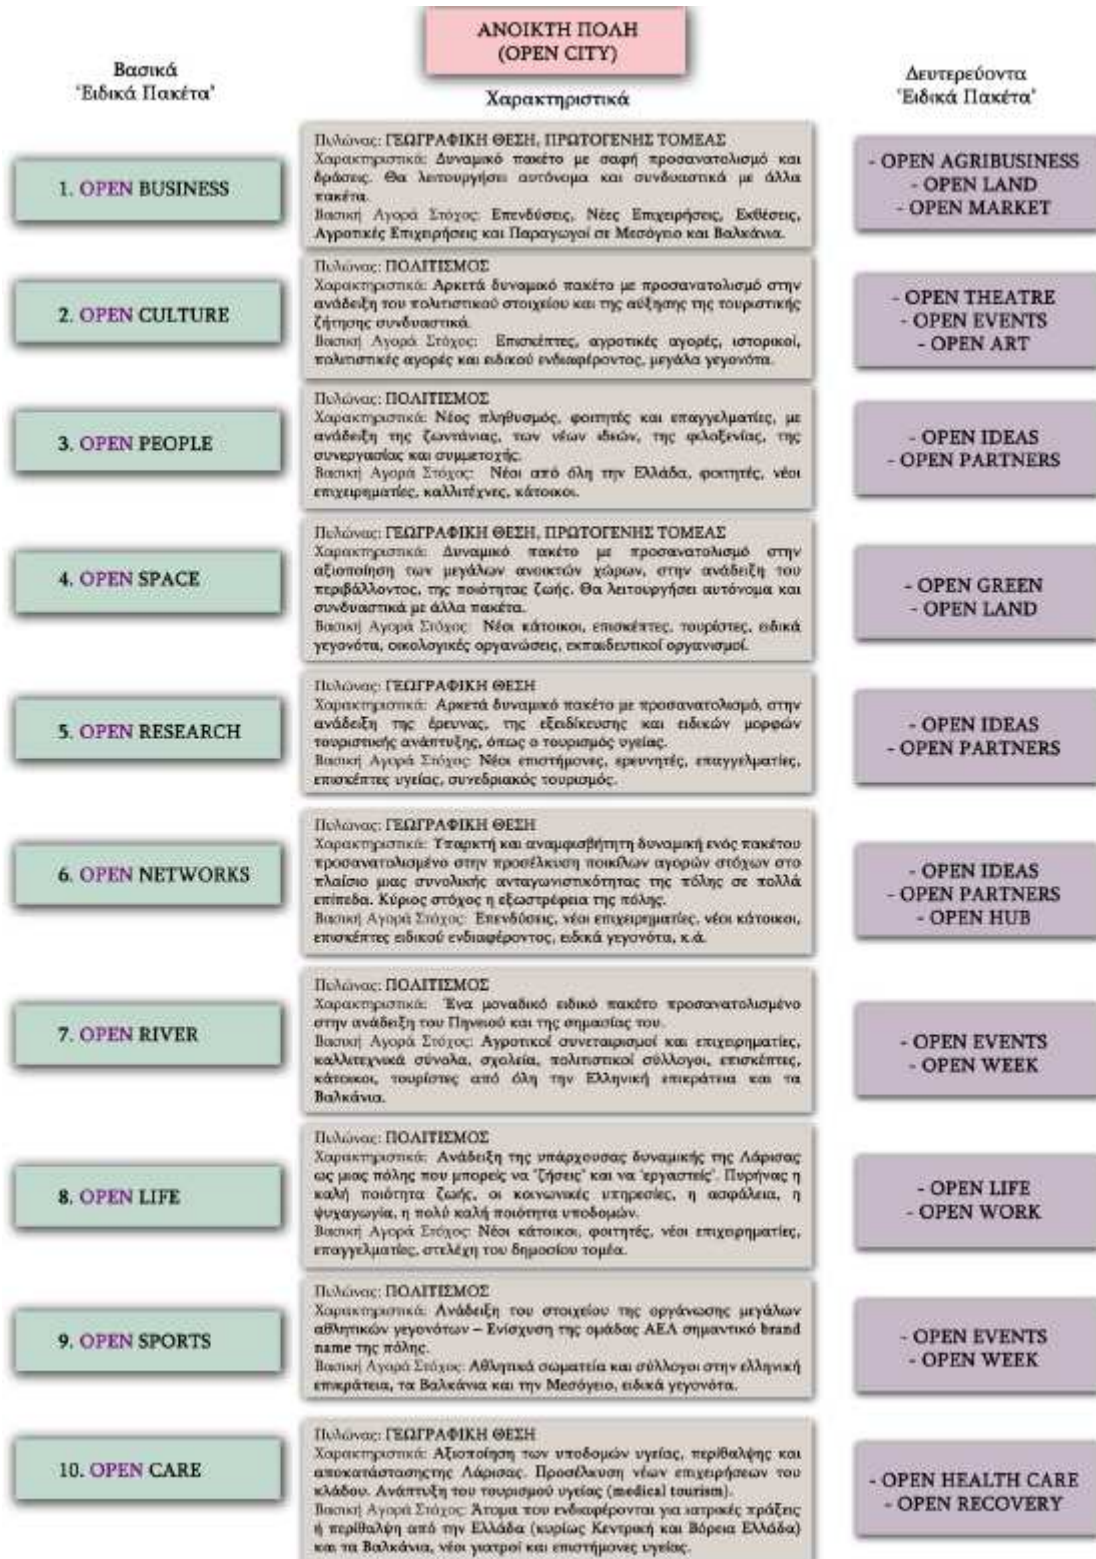 ΑΝΟΙΚΤΗ ΠΟΛΗ
(OPEN CITY)
Βασικά
'Ειδικά Πακέτα'
Χαρακτηριστικά
Δευτερεύοντα
'Ειδικά Πακέτα'
1. OPEN BUSINESS
Πυλώνας: ΓΕΩΓΡΑΦΙΚΗ ΘΕΣΗ, ΠΡΩΤΟΓΕΝΗΣ ΤΟΜΕΑΣ
Χαρακτηριστικά: Δυναμικό πακέτο με σαφή προσανατολισμό και
δράσεις. Θα λειτουργήσει αυτόνομα και συνδυαστικά με άλλα
πακέτα.
Βασική Αγορά Στόχος: Επενδύσεις, Νέες Επιχειρήσεις, Εκθέσεις,
Αγροτικές Επιχειρήσεις και Παραγωγοί σε Μεσόγειο και Βαλκάνια.
- OPEN AGRIBUSINESS
- OPEN LAND
- OPEN MARKET
2. OPEN CULTURE
Πυλώνας: ΠΟΛΙΤΙΣΜΟΣ
Χαρακτηριστικά: Αρκετά δυναμικό πακέτο με προσανατολισμό στην
ανάδειξη του πολιτιστικού στοιχείου και της αύξησης της τουριστικής
ζήτησης συνδυαστικά.
Βασική Αγορά Στόχος: Επισκέπτες, αγροτικές αγορές, ιστορικοί,
πολιτιστικές αγορές και ειδικού ενδιαφέροντος, μεγάλα γεγονότα.
- OPEN THEATRE
- OPEN EVENTS
- OPEN ART
3. OPEN PEOPLE
Πυλώνας: ΠΟΛΙΤΙΣΜΟΣ
Χαρακτηριστικά: Νέος πληθυσμός, φοιτητές και επαγγελματίες, με
ανάδειξη της ζωντάνιας, των νέων ιδεών, της φιλοξενίας, της
συνεργασίας και συμμετοχής.
Βασική Αγορά Στόχος: Νέοι από όλη την Ελλάδα, φοιτητές, νέοι
επιχειρηματίες, καλλιτέχνες, κάτοικοι.
- OPEN IDEAS
- OPEN PARTNERS
4. OPEN SPACE
Πυλώνας: ΓΕΩΓΡΑΦΙΚΗ ΘΕΣΗ, ΠΡΩΤΟΓΕΝΗΣ ΤΟΜΕΑΣ
Χαρακτηριστικά: Δυναμικό πακέτο με προσανατολισμό στην
αξιοποίηση των μεγάλων ανοικτών χώρων, στην ανάδειξη του
περιβάλλοντος, της ποιότητας ζωής. Θα λειτουργήσει αυτόνομα και
συνδυαστικά με άλλα πακέτα.
Βασική Αγορά Στόχος: Νέοι κάτοικοι, επισκέπτες, τουρίστες, ειδικά
γεγονότα, οικολογικές οργανώσεις, εκπαιδευτικοί οργανισμοί.
- OPEN GREEN
- OPEN LAND
5. OPEN RESEARCH
Πυλώνας: ΓΕΩΓΡΑΦΙΚΗ ΘΕΣΗ
Χαρακτηριστικά: Αρκετά δυναμικό πακέτο με προσανατολισμό, στην
ανάδειξη της έρευνας, της εξειδίκευσης και ειδικών μορφών
τουριστικής ανάπτυξης, όπως ο τουρισμός υγείας.
Βασική Αγορά Στόχος: Νέοι επιστήμονες, ερευνητές, επαγγελματίες,
επισκέπτες υγείας, συνεδριακός τουρισμός.
- OPEN IDEAS
- OPEN PARTNERS
6. OPEN NETWORKS
Πυλώνας: ΓΕΩΓΡΑΦΙΚΗ ΘΕΣΗ
Χαρακτηριστικά: Υπαρκτή και αναμφισβήτητη δυναμική ενός πακέτου
προσανατολισμένο στην προσέλκυση ποικίλων αγορών στόχων στο
πλαίσιο μιας συνολικής ανταγωνιστικότητας της πόλης σε πολλά
επίπεδα. Κύριος στόχος η εξωστρέφεια της πόλης.
Βασική Αγορά Στόχος: Επενδύσεις, νέοι επιχειρηματίες, νέοι κάτοικοι,
επισκέπτες ειδικού ενδιαφέροντος, ειδικά γεγονότα, κ.ά.
- OPEN IDEAS
- OPEN PARTNERS
- OPEN HUB
7. OPEN RIVER
Πυλώνας: ΠΟΛΙΤΙΣΜΟΣ
Χαρακτηριστικά: Ένα μοναδικό ειδικό πακέτο προσανατολισμένο
στην ανάδειξη του Πηνειού και της σημασίας του.
Βασική Αγορά Στόχος: Αγροτικοί συνεταιρισμοί και επιχειρηματίες,
καλλιτεχνικά σύνολα, σχολεία, πολιτιστικοί σύλλογοι, επισκέπτες,
κάτοικοι, τουρίστες από όλη την Ελληνική επικράτεια και τα
Βαλκάνια.
- OPEN EVENTS
- OPEN WEEK
8. OPEN LIFE
Πυλώνας: ΠΟΛΙΤΙΣΜΟΣ
Χαρακτηριστικά: Ανάδειξη της υπάρχουσας δυναμικής της Λάρισας
ως μιας πόλης που μπορείς να 'ζήσεις' και να 'εργαστείς'. Πυρήνας η
καλή ποιότητα ζωής, οι κοινωνικές υπηρεσίες, η ασφάλεια, η
ψυχαγωγία, η πολύ καλή ποιότητα υποδομών.
Βασική Αγορά Στόχος: Νέοι κάτοικοι, φοιτητές, νέοι επιχειρηματίες,
επαγγελματίες, στελέχη του δημοσίου τομέα.
- OPEN LIFE
- OPEN WORK
9. OPEN SPORTS
Πυλώνας: ΠΟΛΙΤΙΣΜΟΣ
Χαρακτηριστικά: Ανάδειξη του στοιχείου της οργάνωσης μεγάλων
αθλητικών γεγονότων – Ενίσχυση της ομάδας ΑΕΛ σημαντικό brand
name της πόλης.
Βασική Αγορά Στόχος: Αθλητικά σωματεία και σύλλογοι στην ελληνική
επικράτεια, τα Βαλκάνια και την Μεσόγειο, ειδικά γεγονότα.
- OPEN EVENTS
- OPEN WEEK
10. OPEN CARE
Πυλώνας: ΓΕΩΓΡΑΦΙΚΗ ΘΕΣΗ
Χαρακτηριστικά: Αξιοποίηση των υποδομών υγείας, περίθαλψης και
αποκατάστασηςτης Λάρισας. Προσέλκυση νέων επιχειρήσεων του
κλάδου. Ανάπτυξη του τουρισμού υγείας (medical tourism).
Βασική Αγορά Στόχος: Άτομα που ενδιαφέρονται για ιατρικές πράξεις
ή περίθαλψη από την Ελλάδα (κυρίως Κεντρική και Βόρεια Ελλάδα)
και τα Βαλκάνια, νέοι γιατροί και επιστήμονες υγείας.
- OPEN HEALTH CARE
- OPEN RECOVERY